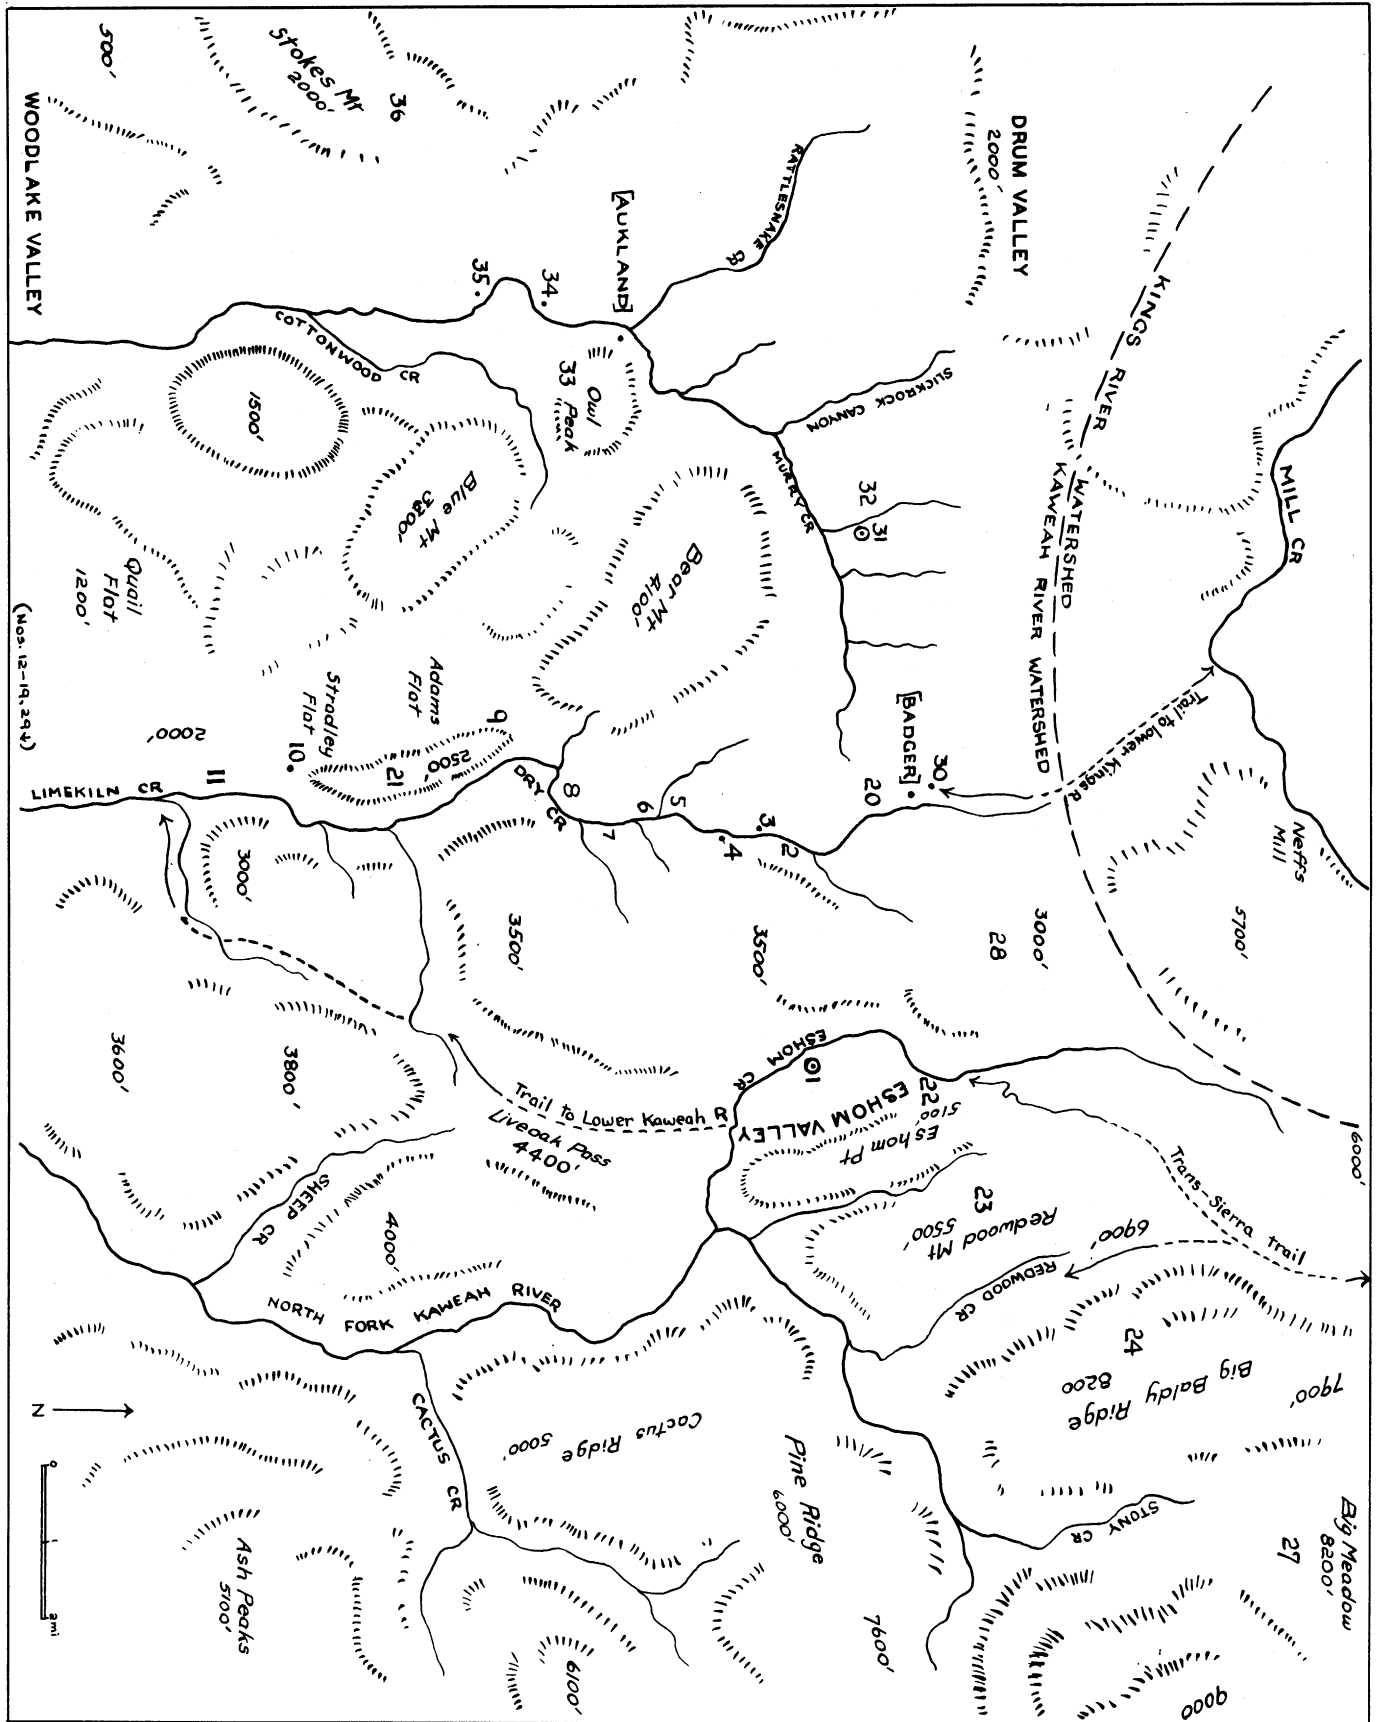 500'
Stokes Mt
2000'
36
WOODLAKE VALLEY
DRUM VALLEY
2000'
RATTLESNAKE CR
[AUKLAND]
35
34
COTTONWOOD CR
33
Owl
Peak
1500'
SLICKROCK CANYON
MURRY CR
32
31
KINGS RIVER WATERSHED
KAWEAH RIVER WATERSHED
MILL CR
Blue Mt
Bear Mt
4100'
Quail
Flat
1200'
(Nos. 12-19, 29↓)
Adams
Flat
Stradley
Flat
2000'
9
2500'
21
10
11
LIMEKILN CR
DRY CR
8
7
6
5
4
3
2
20
[BADGER]
30
Trail to lower Kings R
Neffs
Mill
5700'
3000'
28
3500'
3500'
3000'
3600'
3800'
ESHOM CR
1
22
ESHOM VALLEY
5100'
Eshom Pt
Trail to Lower Kaweah R
Liveoak Pass
4400'
6000'
Trans-Sierra trail
23
Redwood Mt
5500'
6900'
REDWOOD CR
SHEEP CR
4000'
NORTH FORK KAWEAH RIVER
24
Big Baldy Ridge
8200
7900'
CACTUS CR
Cactus Ridge
5000'
Pine Ridge
6000'
STONY CR
Big Meadow
8200'
27
N
0
1
2mi
Ash Peaks
5100'
6100'
7600'
9000